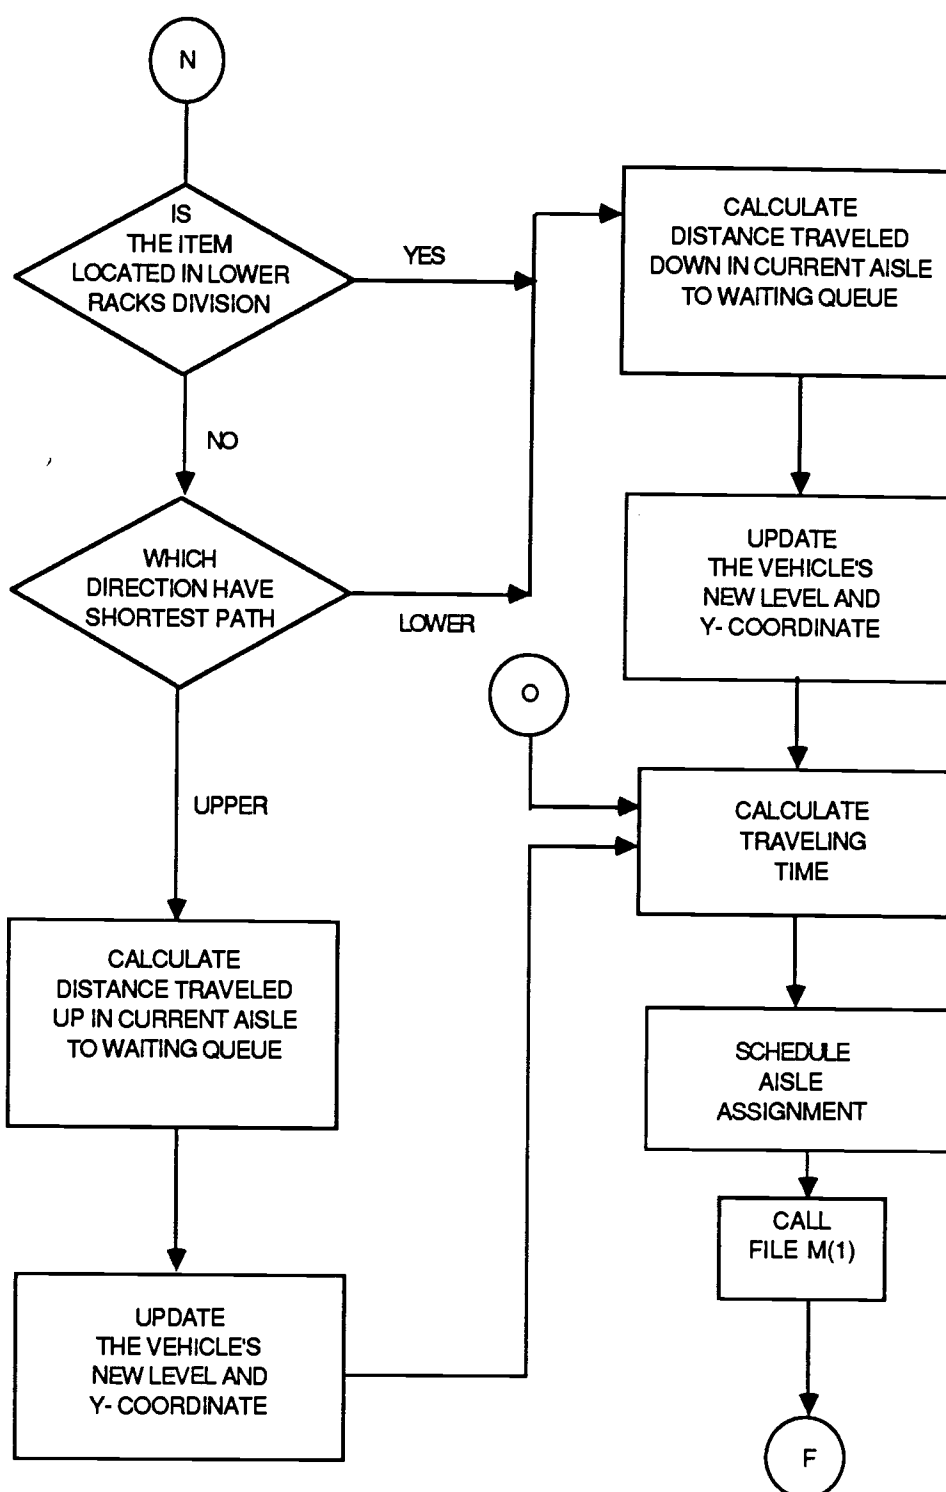 N
IS
THE ITEM
LOCATED IN LOWER
RACKS DIVISION
YES
NO
WHICH
DIRECTION HAVE
SHORTEST PATH
LOWER
UPPER
CALCULATE
DISTANCE TRAVELED
UP IN CURRENT AISLE
TO WAITING QUEUE
UPDATE
THE VEHICLE'S
NEW LEVEL AND
Y- COORDINATE
CALCULATE
DISTANCE TRAVELED
DOWN IN CURRENT AISLE
TO WAITING QUEUE
UPDATE
THE VEHICLE'S
NEW LEVEL AND
Y- COORDINATE
O
CALCULATE
TRAVELING
TIME
SCHEDULE
AISLE
ASSIGNMENT
CALL
FILE M(1)
F